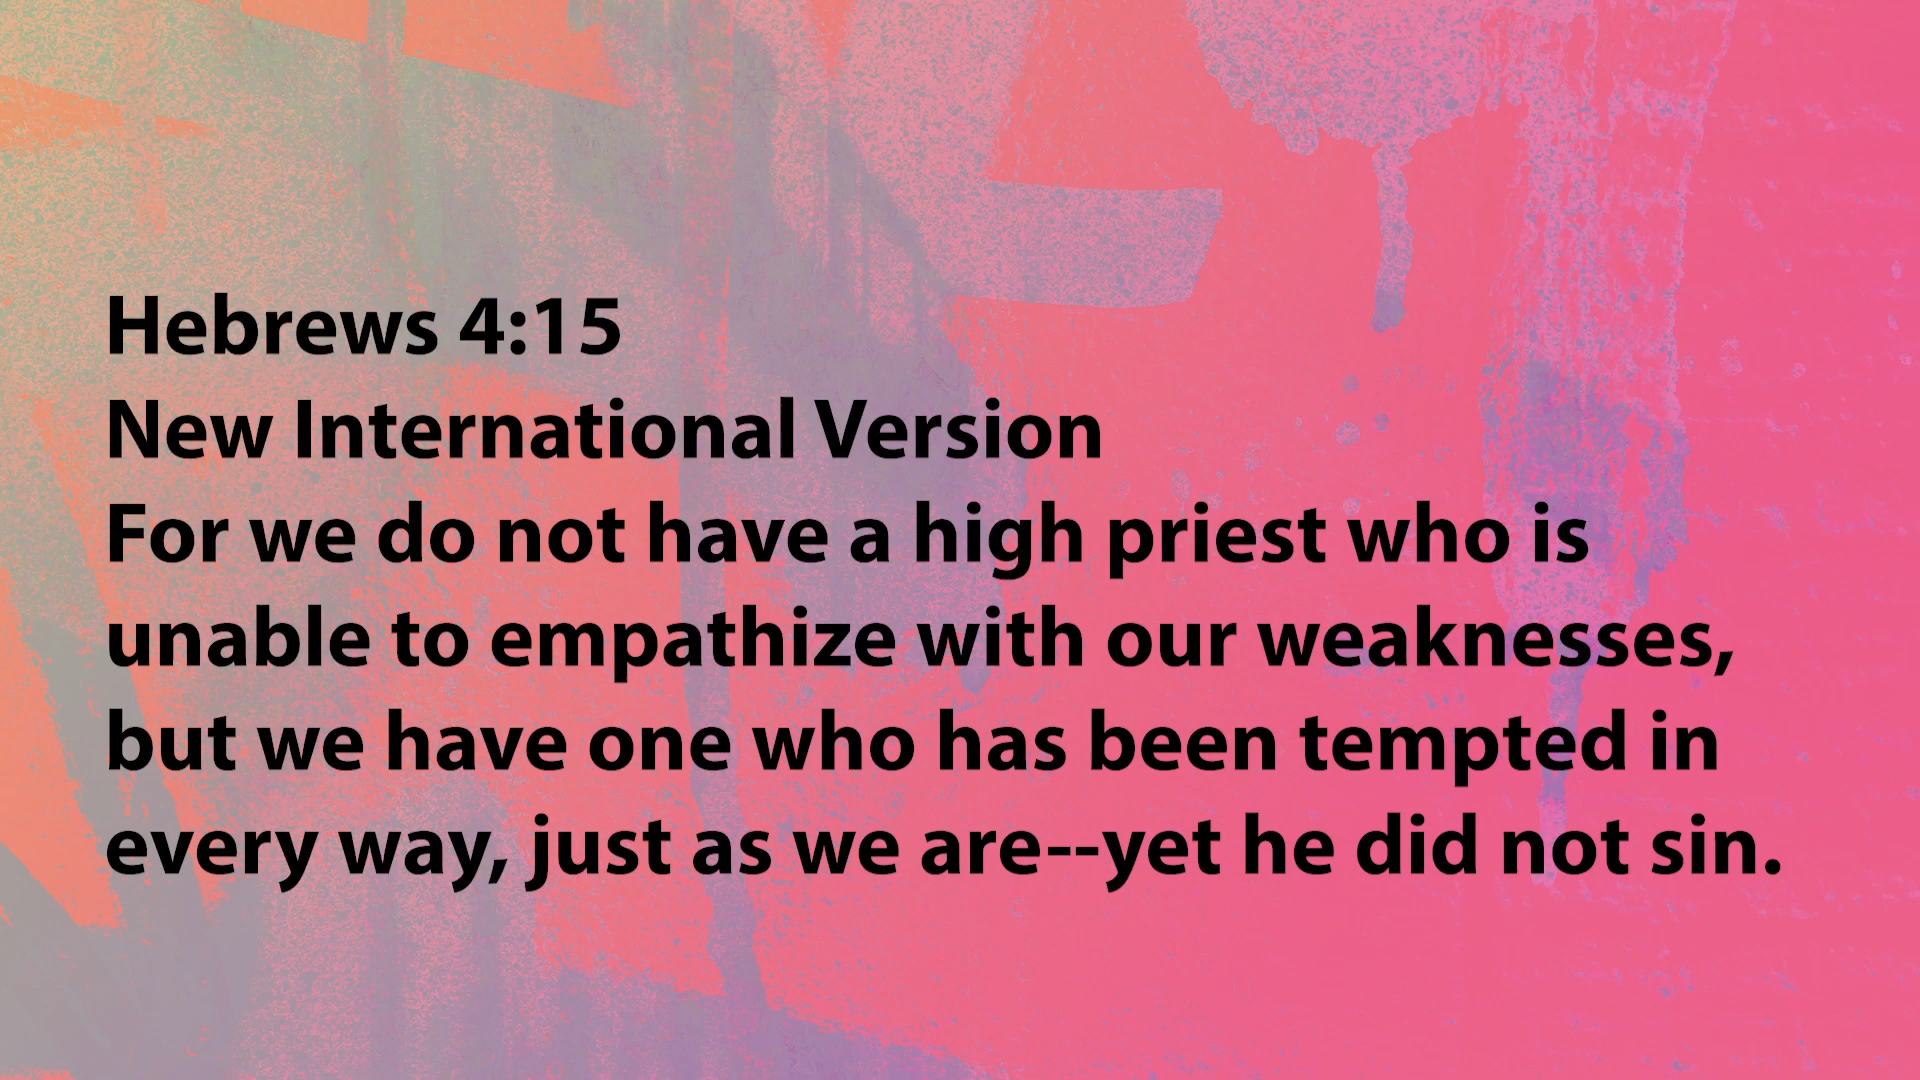 Hebrews 4:15
New International Version
For we do not have a high priest who is
unable to empathize with our weaknesses,
but we have one who has been tempted in
every way, just as we are--yet he did not sin.